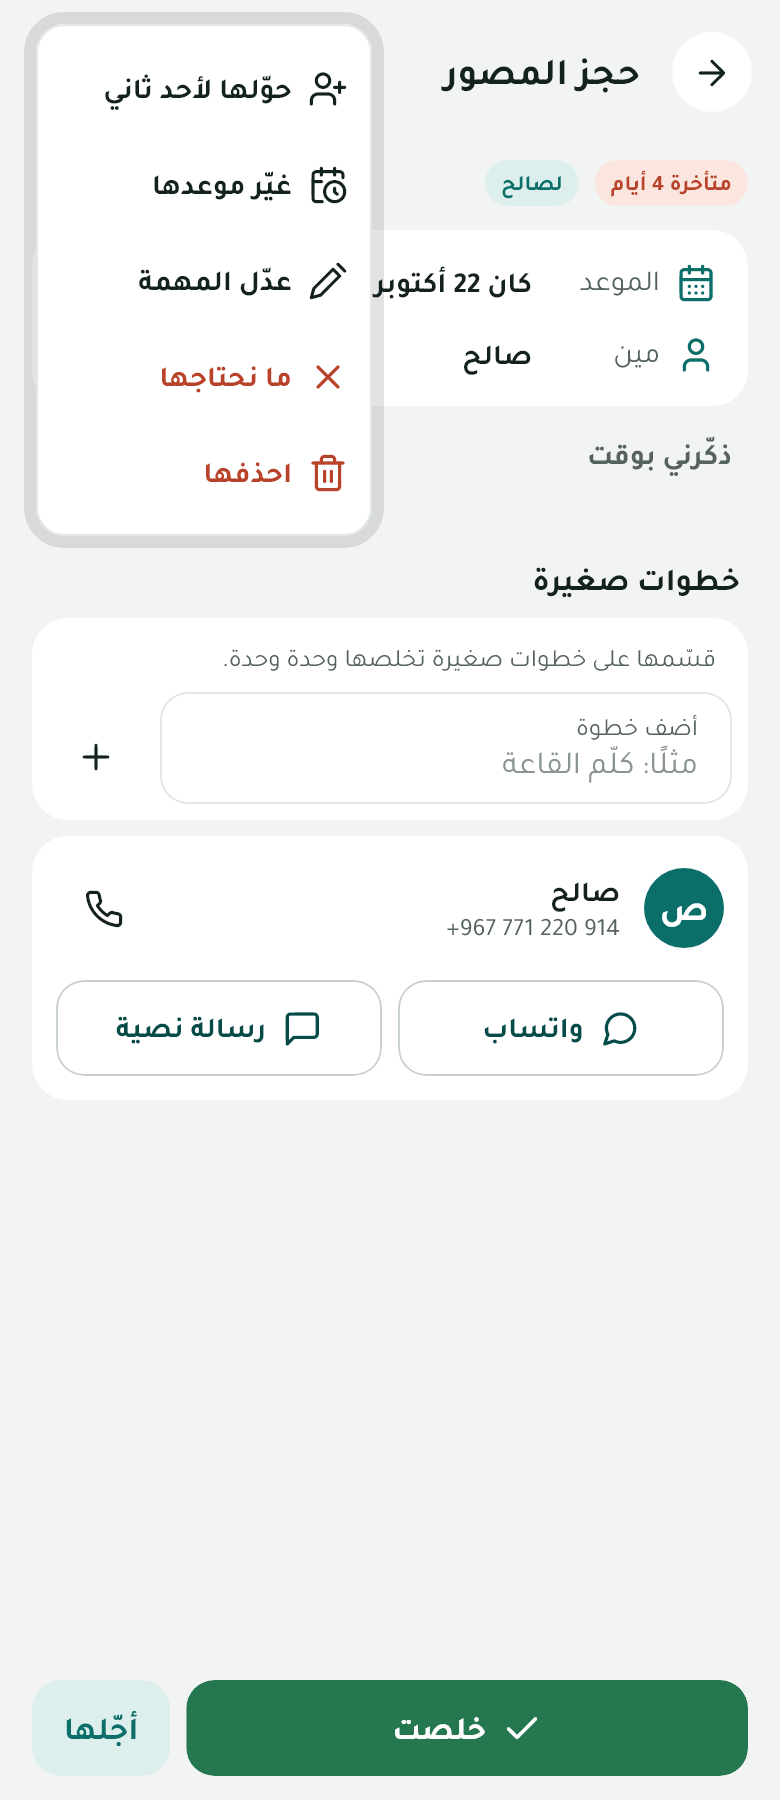 حجز المصور
حوّلها لأحد ثاني
غيّر موعدها
عدّل المهمة
ما نحتاجها
احذفها
متأخرة 4 أيام
لصالح
الموعد
كان 22 أكتوبر
مين
صالح
ذكّرني بوقت
خطوات صغيرة
قسّمها على خطوات صغيرة تخلصها وحدة وحدة.
أضف خطوة
مثلًا: كلّم القاعة
ص
صالح
+967 771 220 914
واتساب
رسالة نصية
خلصت
أجّلها